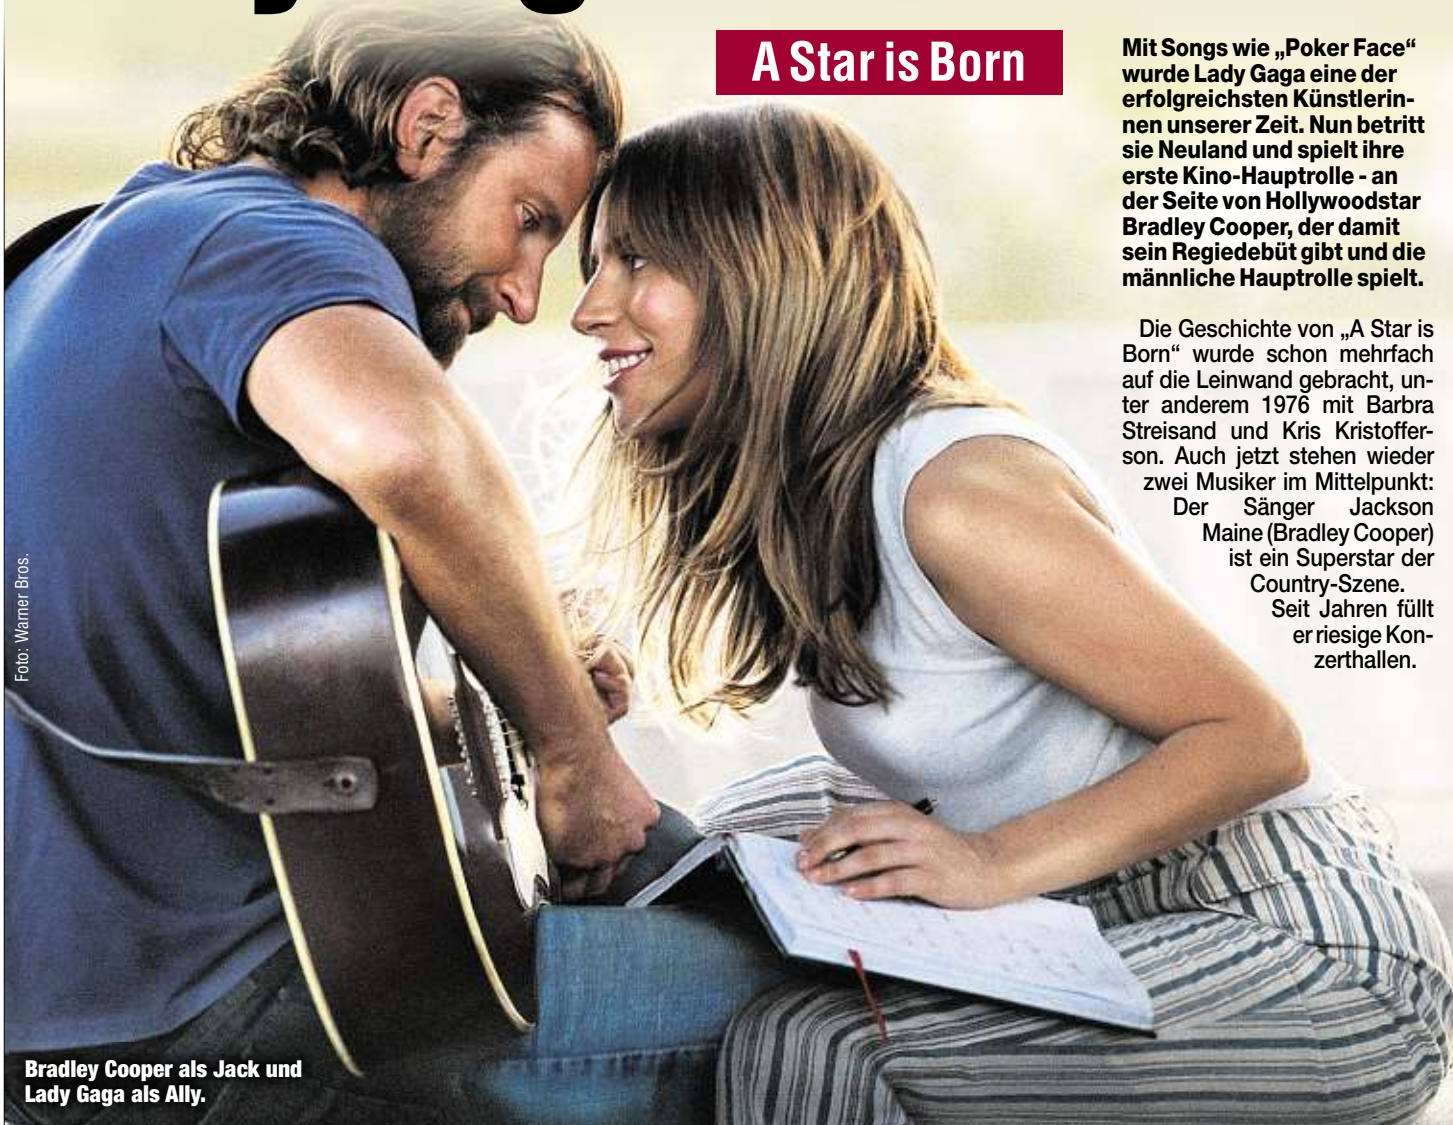 A Star is Born
Mit Songs wie „Poker Face“
wurde Lady Gaga eine der
erfolgreichsten Künstlerin-
nen unserer Zeit. Nun betritt
sie Neuland und spielt ihre
erste Kino-Hauptrolle - an
der Seite von Hollywoodstar
Bradley Cooper, der damit
sein Regiedebüt gibt und die
männliche Hauptrolle spielt.
Die Geschichte von „A Star is
Born“ wurde schon mehrfach
auf die Leinwand gebracht, un-
ter anderem 1976 mit Barbra
Streisand und Kris Kristoffer-
son. Auch jetzt stehen wieder
zwei Musiker im Mittelpunkt:
Der Sänger Jackson
Maine (Bradley Cooper)
ist ein Superstar der
Country-Szene.
Seit Jahren füllt
er riesige Kon-
zerthallen.
Foto: Warner Bros.
Bradley Cooper als Jack und
Lady Gaga als Ally.